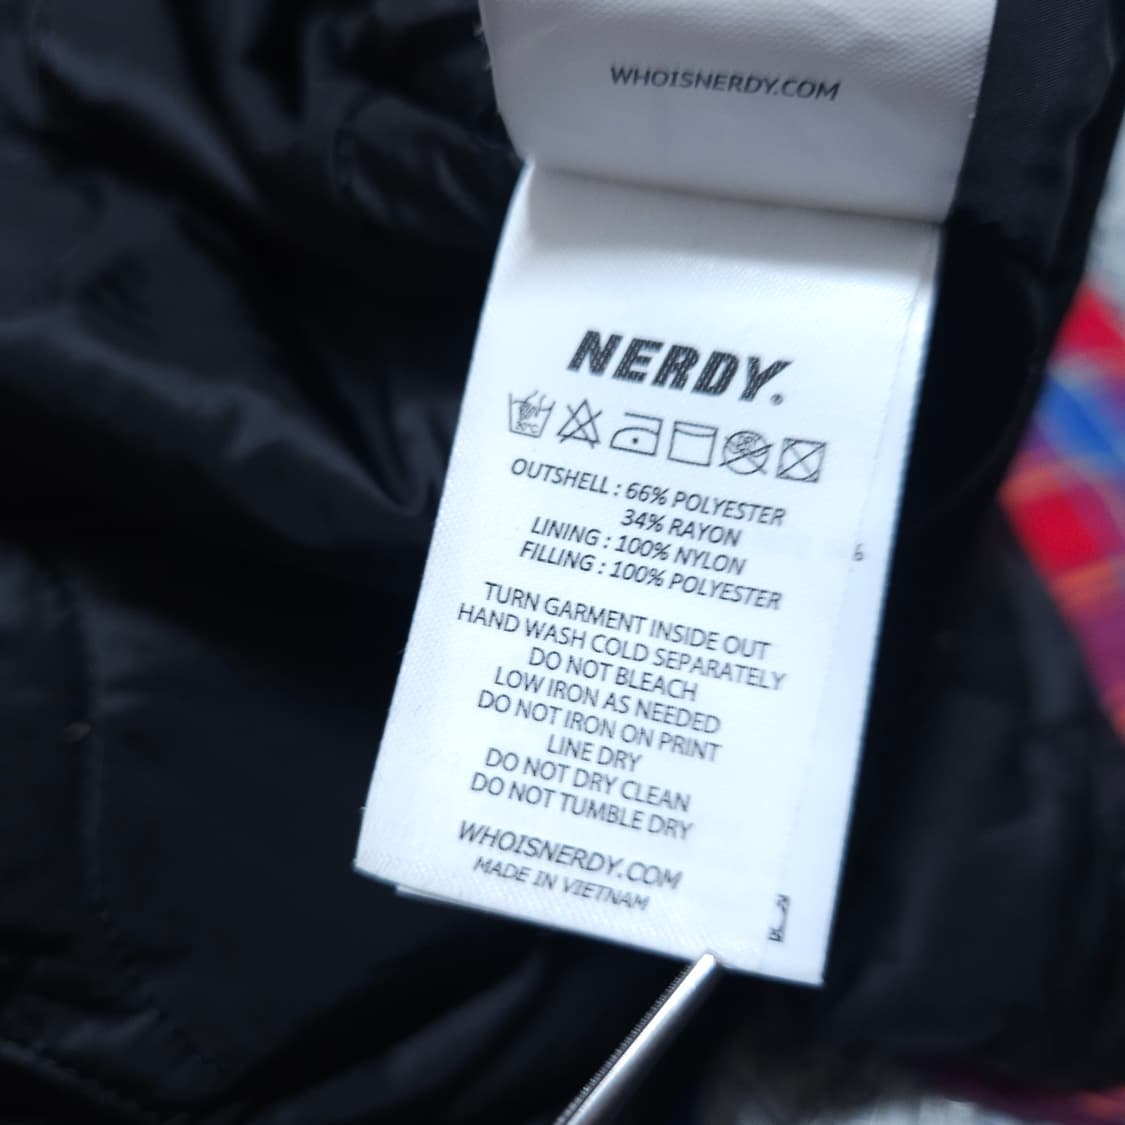 WHOISNERDY.COM
NERDY.
OUTSHELL : 66% POLYESTER
34% RAYON
LINING : 100% NYLON
FILLING : 100% POLYESTER
TURN GARMENT INSIDE OUT
HAND WASH COLD SEPARATELY
DO NOT BLEACH
LOW IRON AS NEEDED
DO NOT IRON ON PRINT
LINE DRY
DO NOT DRY CLEAN
DO NOT TUMBLE DRY
WHOISNERDY.COM
MADE IN VIETNAM